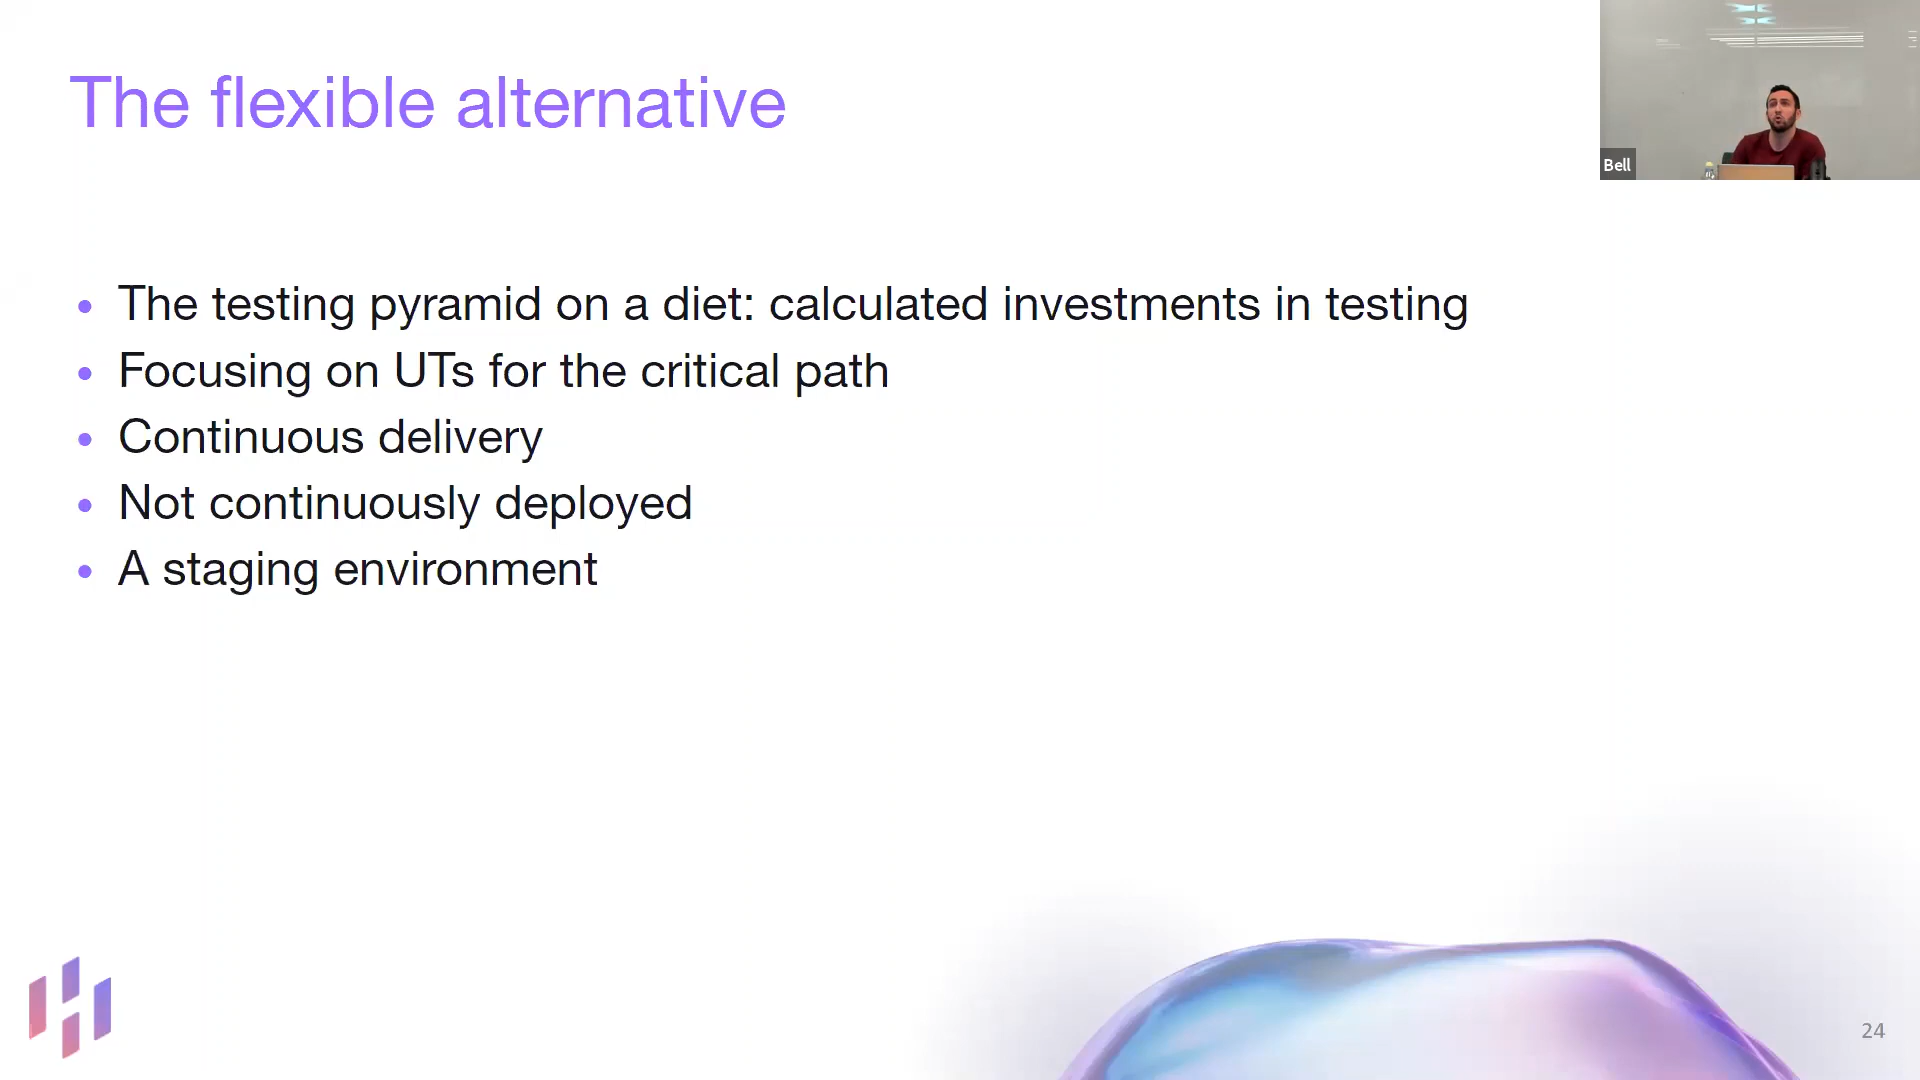 The flexible alternative
Bell
The testing pyramid on a diet: calculated investments in testing
Focusing on UTs for the critical path
Continuous delivery
Not continuously deployed
A staging environment
24